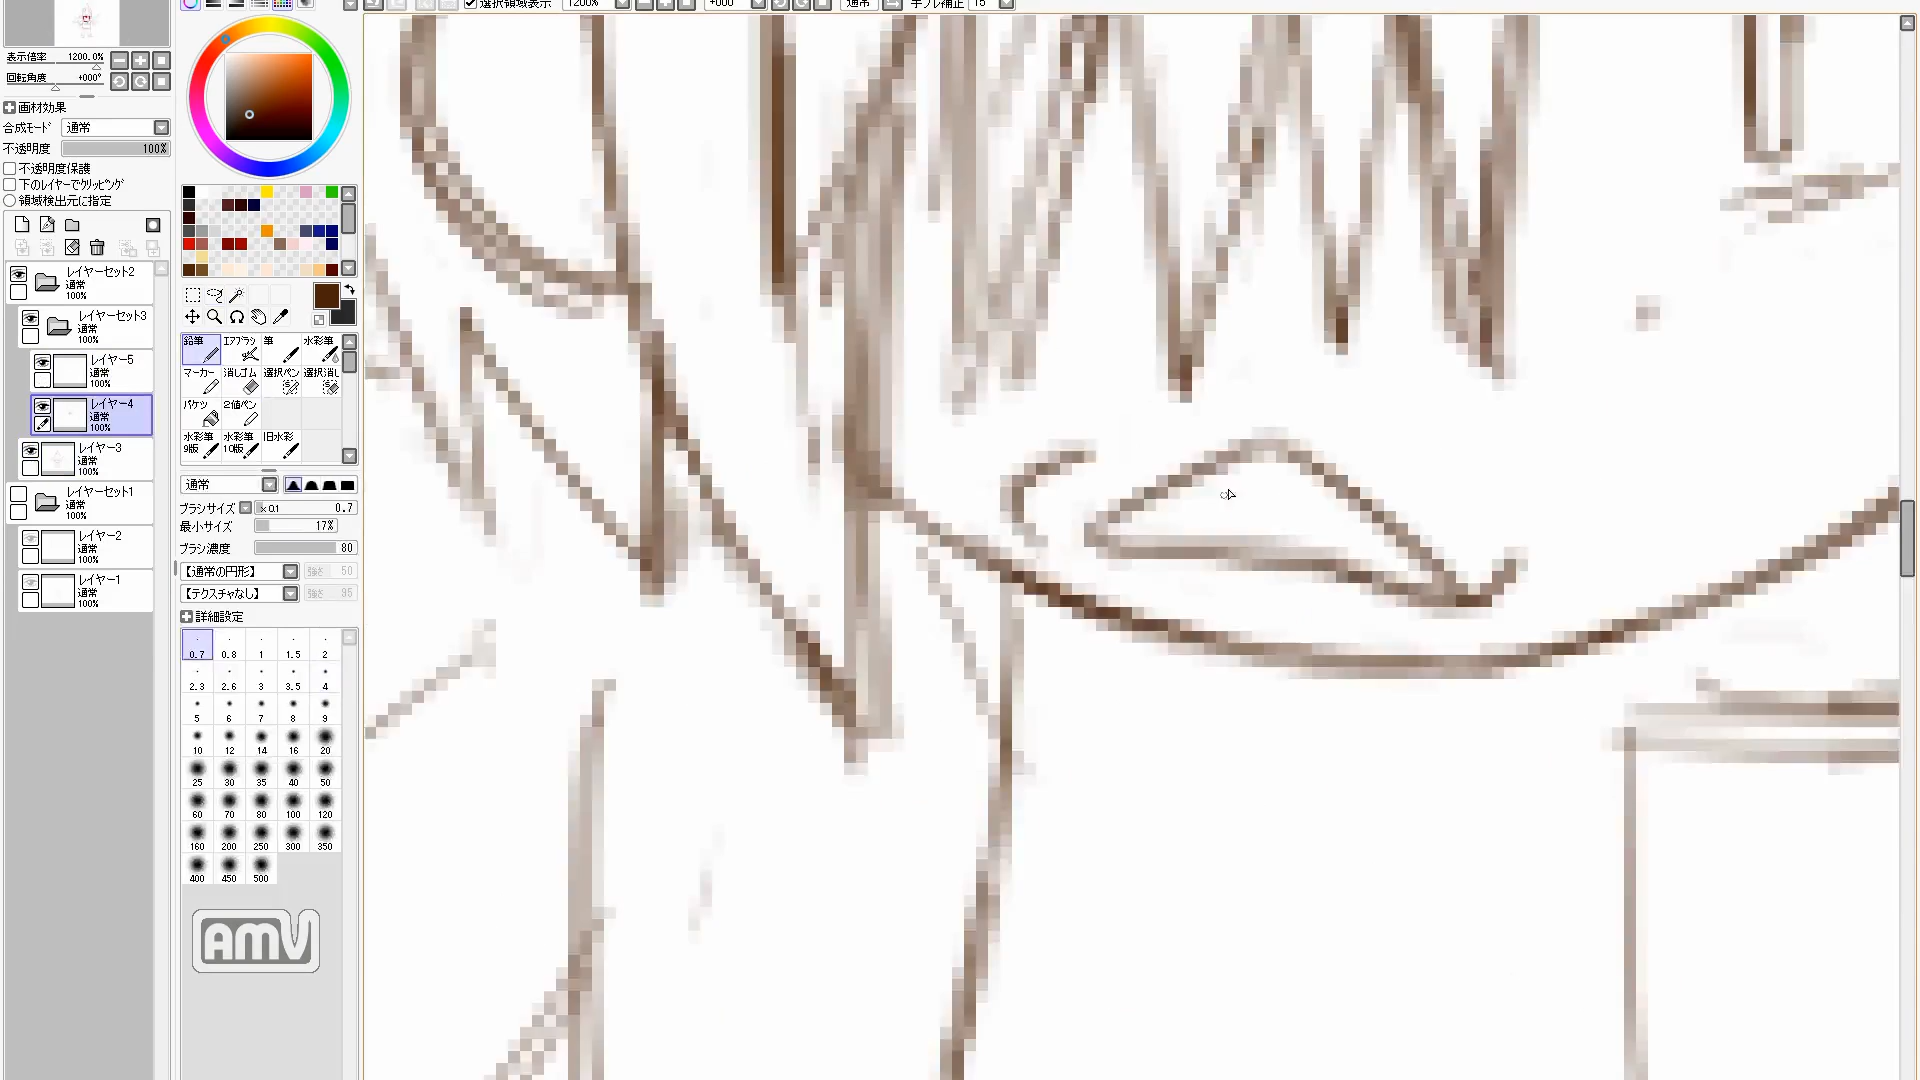 選択領域表示 1200% +000 通常 手ブレ補正 15
表示倍率 1200.0%
回転角度 +000°
画材効果
合成モード 通常
不透明度 100%
不透明度保護
下のレイヤーでクリッピング
領域検出元に指定
レイヤーセット2
通常
100%
レイヤーセット3
通常
100%
レイヤー5
通常
100%
レイヤー4
通常
100%
レイヤー3
通常
100%
レイヤーセット1
通常
100%
レイヤー2
通常
100%
レイヤー1
通常
100%
鉛筆 エアブラシ 筆 水彩筆
マーカー 消しゴム 選択ペン 選択消し
バケツ 2値ペン
水彩筆 水彩筆 旧水彩
9版 10版
通常
ブラシサイズ x 0.1 0.7
最小サイズ 17%
ブラシ濃度 80
【通常の円形】 強さ 50
【テクスチャなし】 強さ 95
詳細設定
0.7 0.8 1 1.5 2
2.3 2.6 3 3.5 4
5 6 7 8 9
10 12 14 16 20
25 30 35 40 50
60 70 80 100 120
160 200 250 300 350
400 450 500
AMV